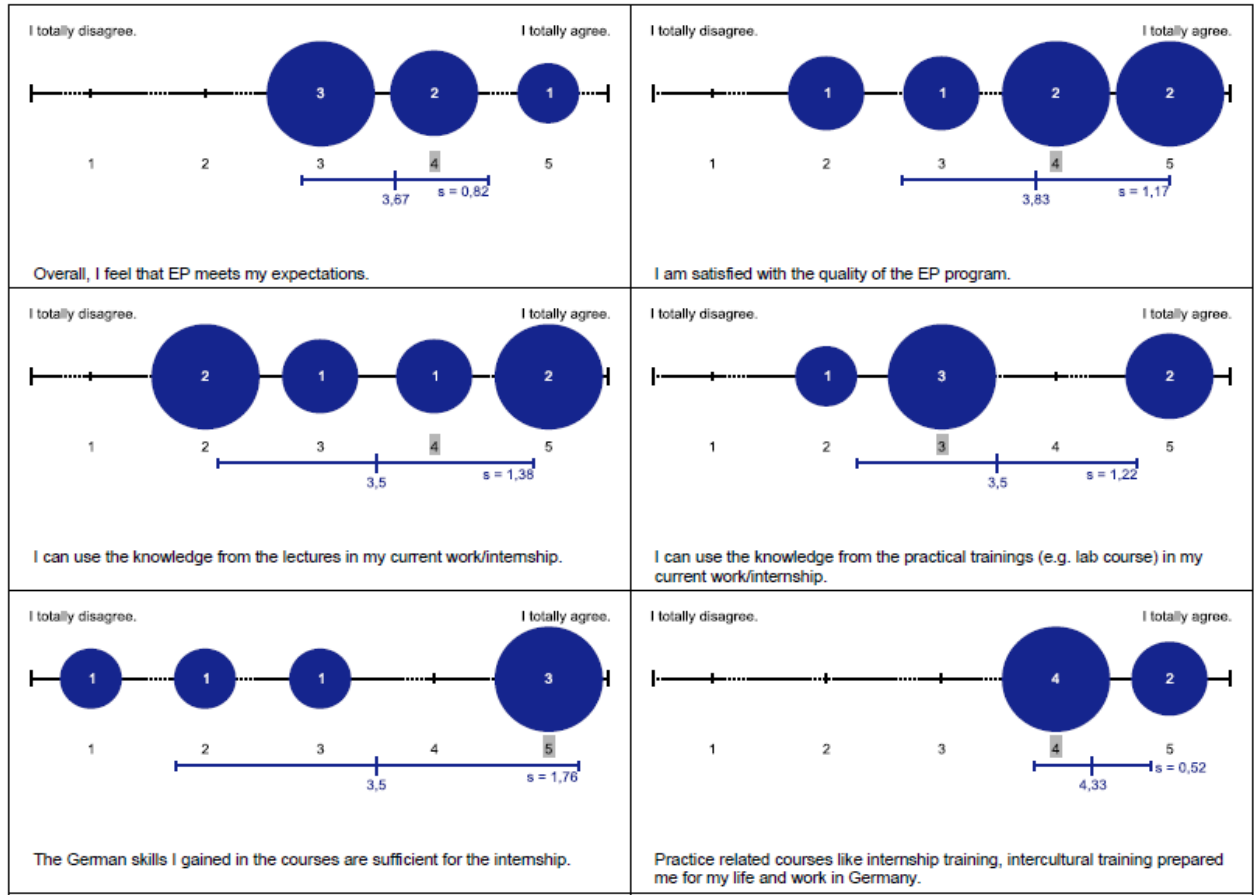 I totally disagree. I totally agree.
3 2 1
1 2 3 4 5
3,67 s = 0,82
Overall, I feel that EP meets my expectations.
I totally disagree. I totally agree.
1 1 2 2
1 2 3 4 5
3,83 s = 1,17
I am satisfied with the quality of the EP program.
I totally disagree. I totally agree.
2 1 1 2
1 2 3 4 5
3,5 s = 1,38
I can use the knowledge from the lectures in my current work/internship.
I totally disagree. I totally agree.
1 3 2
1 2 3 4 5
3,5 s = 1,22
I can use the knowledge from the practical trainings (e.g. lab course) in my
current work/internship.
I totally disagree. I totally agree.
1 1 1 3
1 2 3 4 5
3,5 s = 1,76
The German skills I gained in the courses are sufficient for the internship.
I totally disagree. I totally agree.
4 2
1 2 3 4 5
4,33 s = 0,52
Practice related courses like internship training, intercultural training prepared
me for my life and work in Germany.